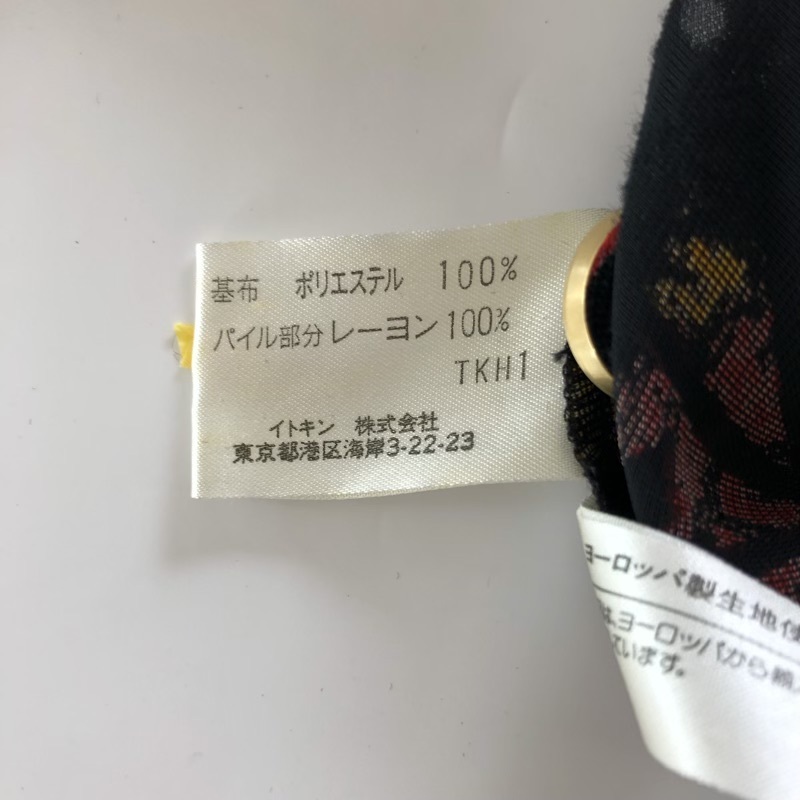 基布 ポリエステル 100%
パイル部分 レーヨン 100%
TKH1
イトキン 株式会社
東京都港区海岸3-22-23
ヨーロッパ製生地使
はヨーロッパから輸
ています。